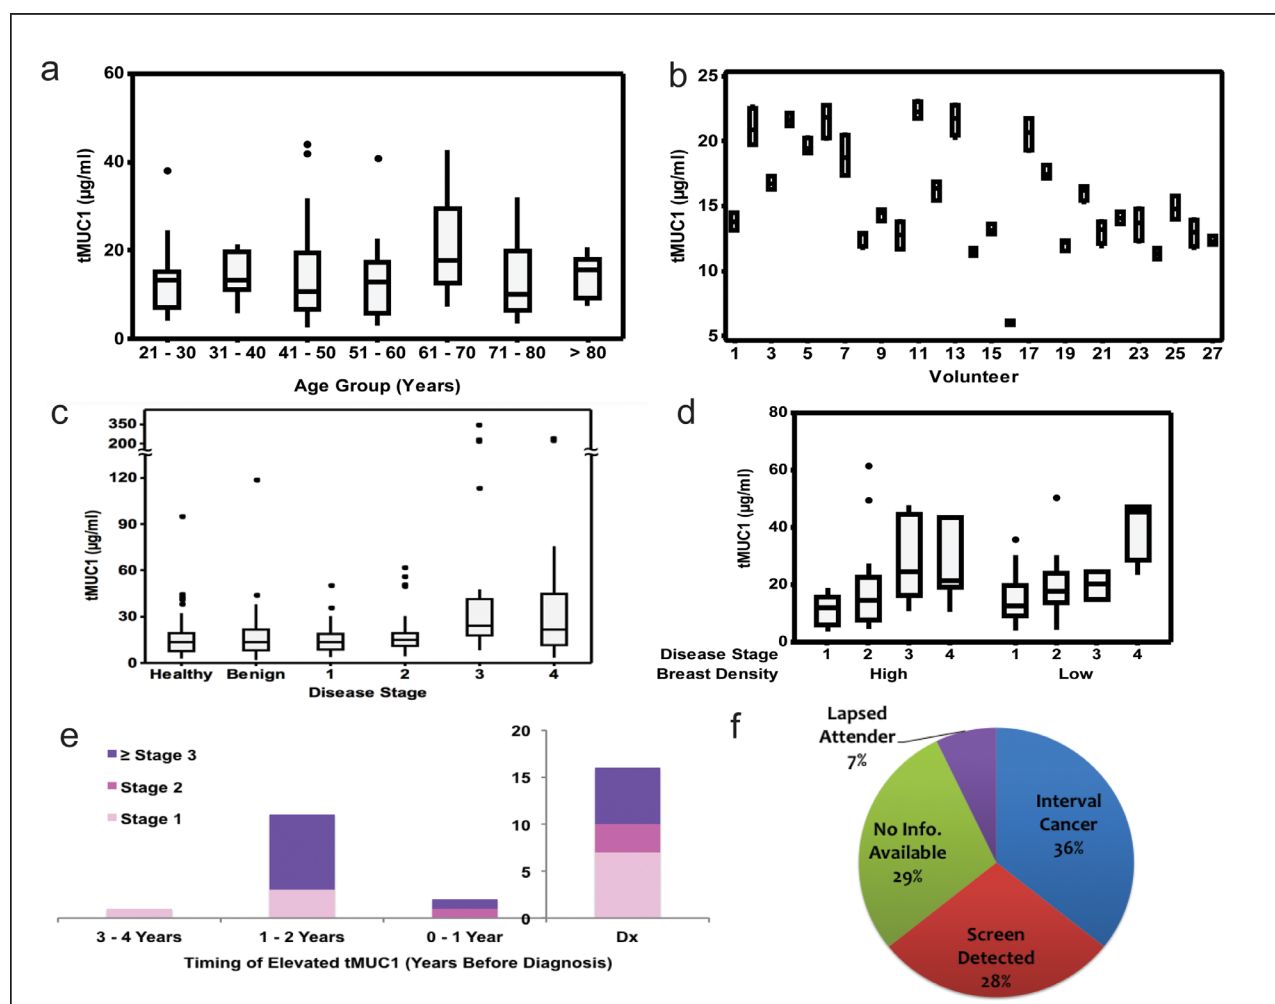 a
60
40
20
0
tMUC1 (µg/ml)
21 - 30 31 - 40 41 - 50 51 - 60 61 - 70 71 - 80 > 80
Age Group (Years)
b
25
20
15
10
5
tMUC1 (µg/ml)
1 3 5 7 9 11 13 15 17 19 21 23 25 27
Volunteer
c
350
200
120
90
60
30
0
tMUC1 (µg/ml)
Healthy Benign 1 2 3 4
Disease Stage
d
80
60
40
20
0
tMUC1 (µg/ml)
Disease Stage 1 2 3 4 1 2 3 4
Breast Density High Low
e
≥ Stage 3
Stage 2
Stage 1
20
15
10
5
0
3 - 4 Years 1 - 2 Years 0 - 1 Year Dx
Timing of Elevated tMUC1 (Years Before Diagnosis)
f
Lapsed
Attender
7%
Interval
Cancer
36%
No Info.
Available
29%
Screen
Detected
28%